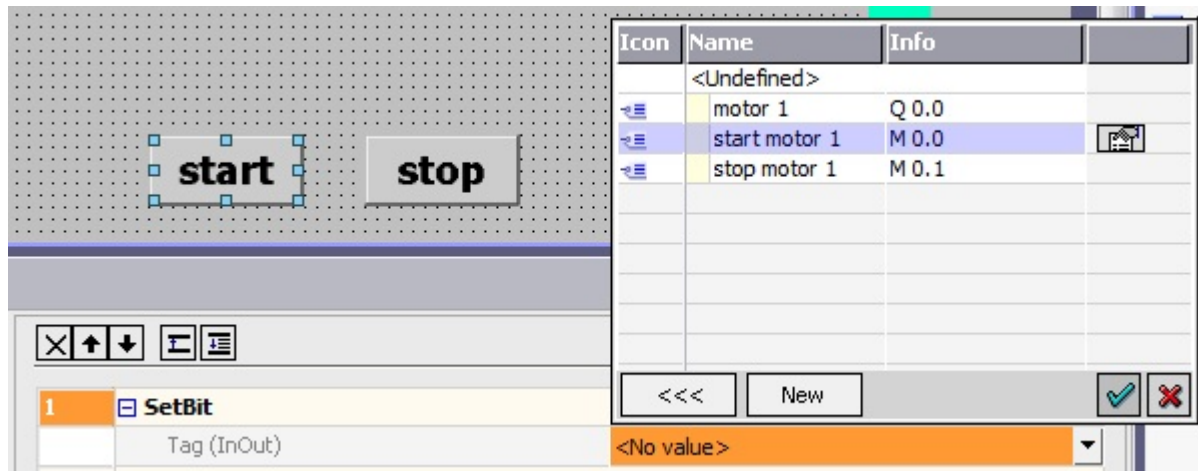 Icon Name Info
<Undefined>
motor 1 Q 0.0
start motor 1 M 0.0
stop motor 1 M 0.1
start stop
<<< New
1 SetBit
Tag (InOut) <No value>